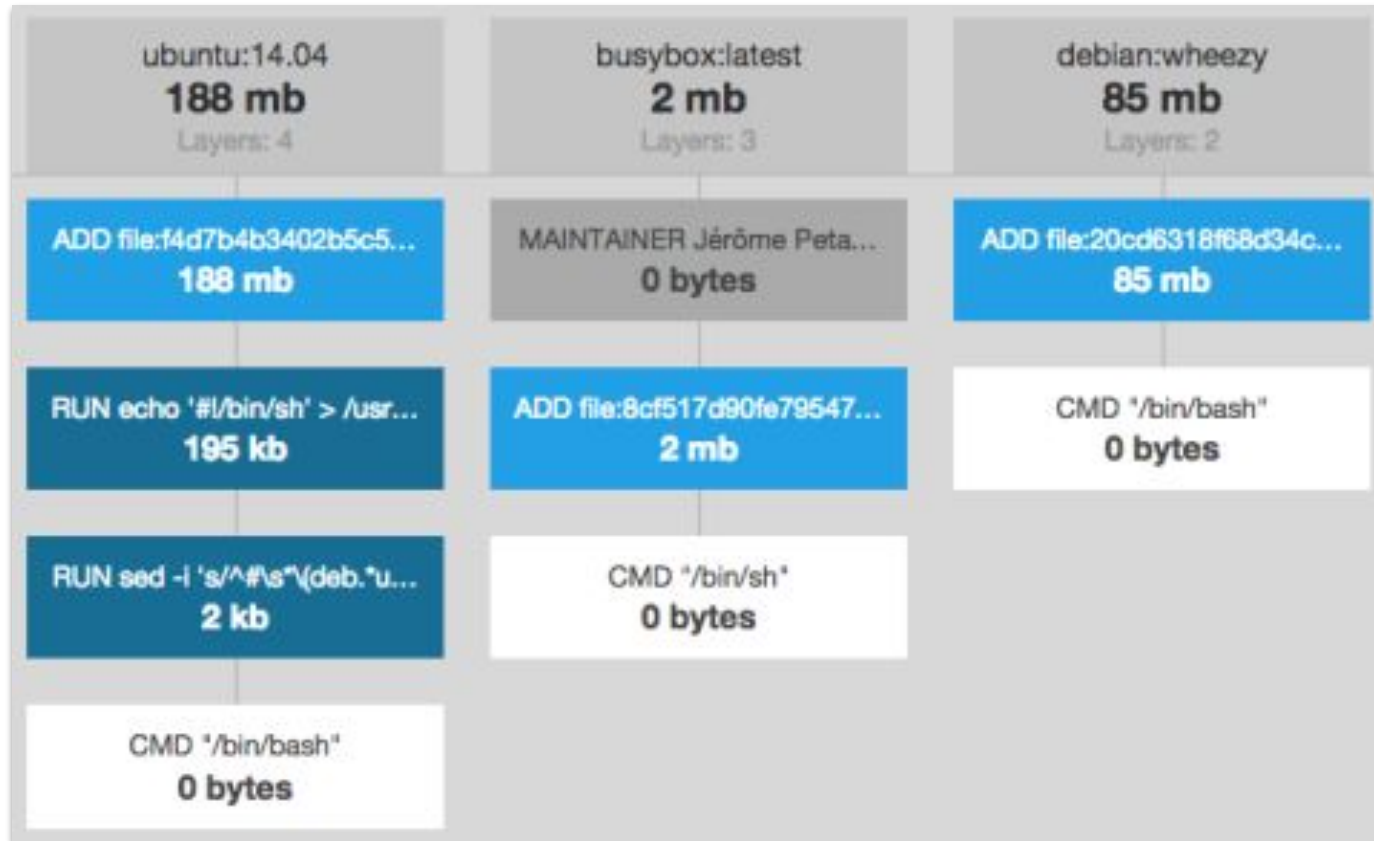 ubuntu:14.04
188 mb
Layers: 4
ADD file:f4d7b4b3402b5c5...
188 mb
RUN echo '#!/bin/sh' > /usr...
195 kb
RUN sed -i 's/^#\s*\(deb.*u...
2 kb
CMD "/bin/bash"
0 bytes
busybox:latest
2 mb
Layers: 3
MAINTAINER Jérôme Peta...
0 bytes
ADD file:8cf517d90fe79547...
2 mb
CMD "/bin/sh"
0 bytes
debian:wheezy
85 mb
Layers: 2
ADD file:20cd6318f68d34c...
85 mb
CMD "/bin/bash"
0 bytes